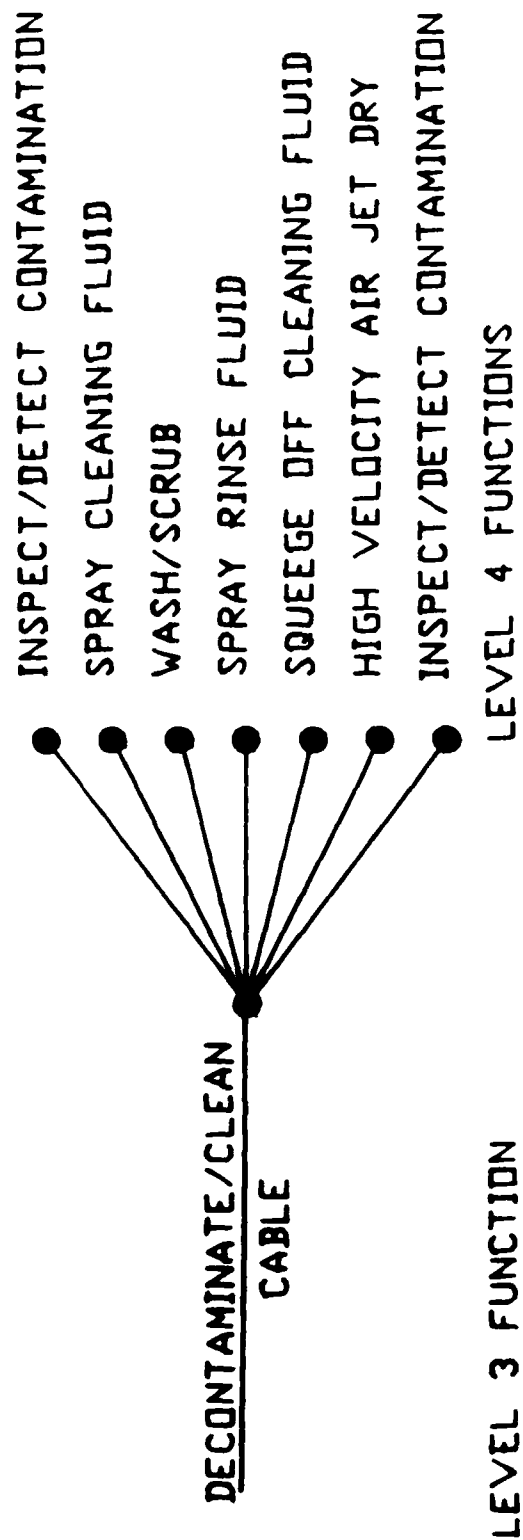 INSPECT/DETECT CONTAMINATION
SPRAY CLEANING FLUID
WASH/SCRUB
SPRAY RINSE FLUID
SQUEEGE OFF CLEANING FLUID
HIGH VELOCITY AIR JET DRY
INSPECT/DETECT CONTAMINATION
LEVEL 4 FUNCTIONS
DECONTAMINATE/CLEAN
CABLE
LEVEL 3 FUNCTION